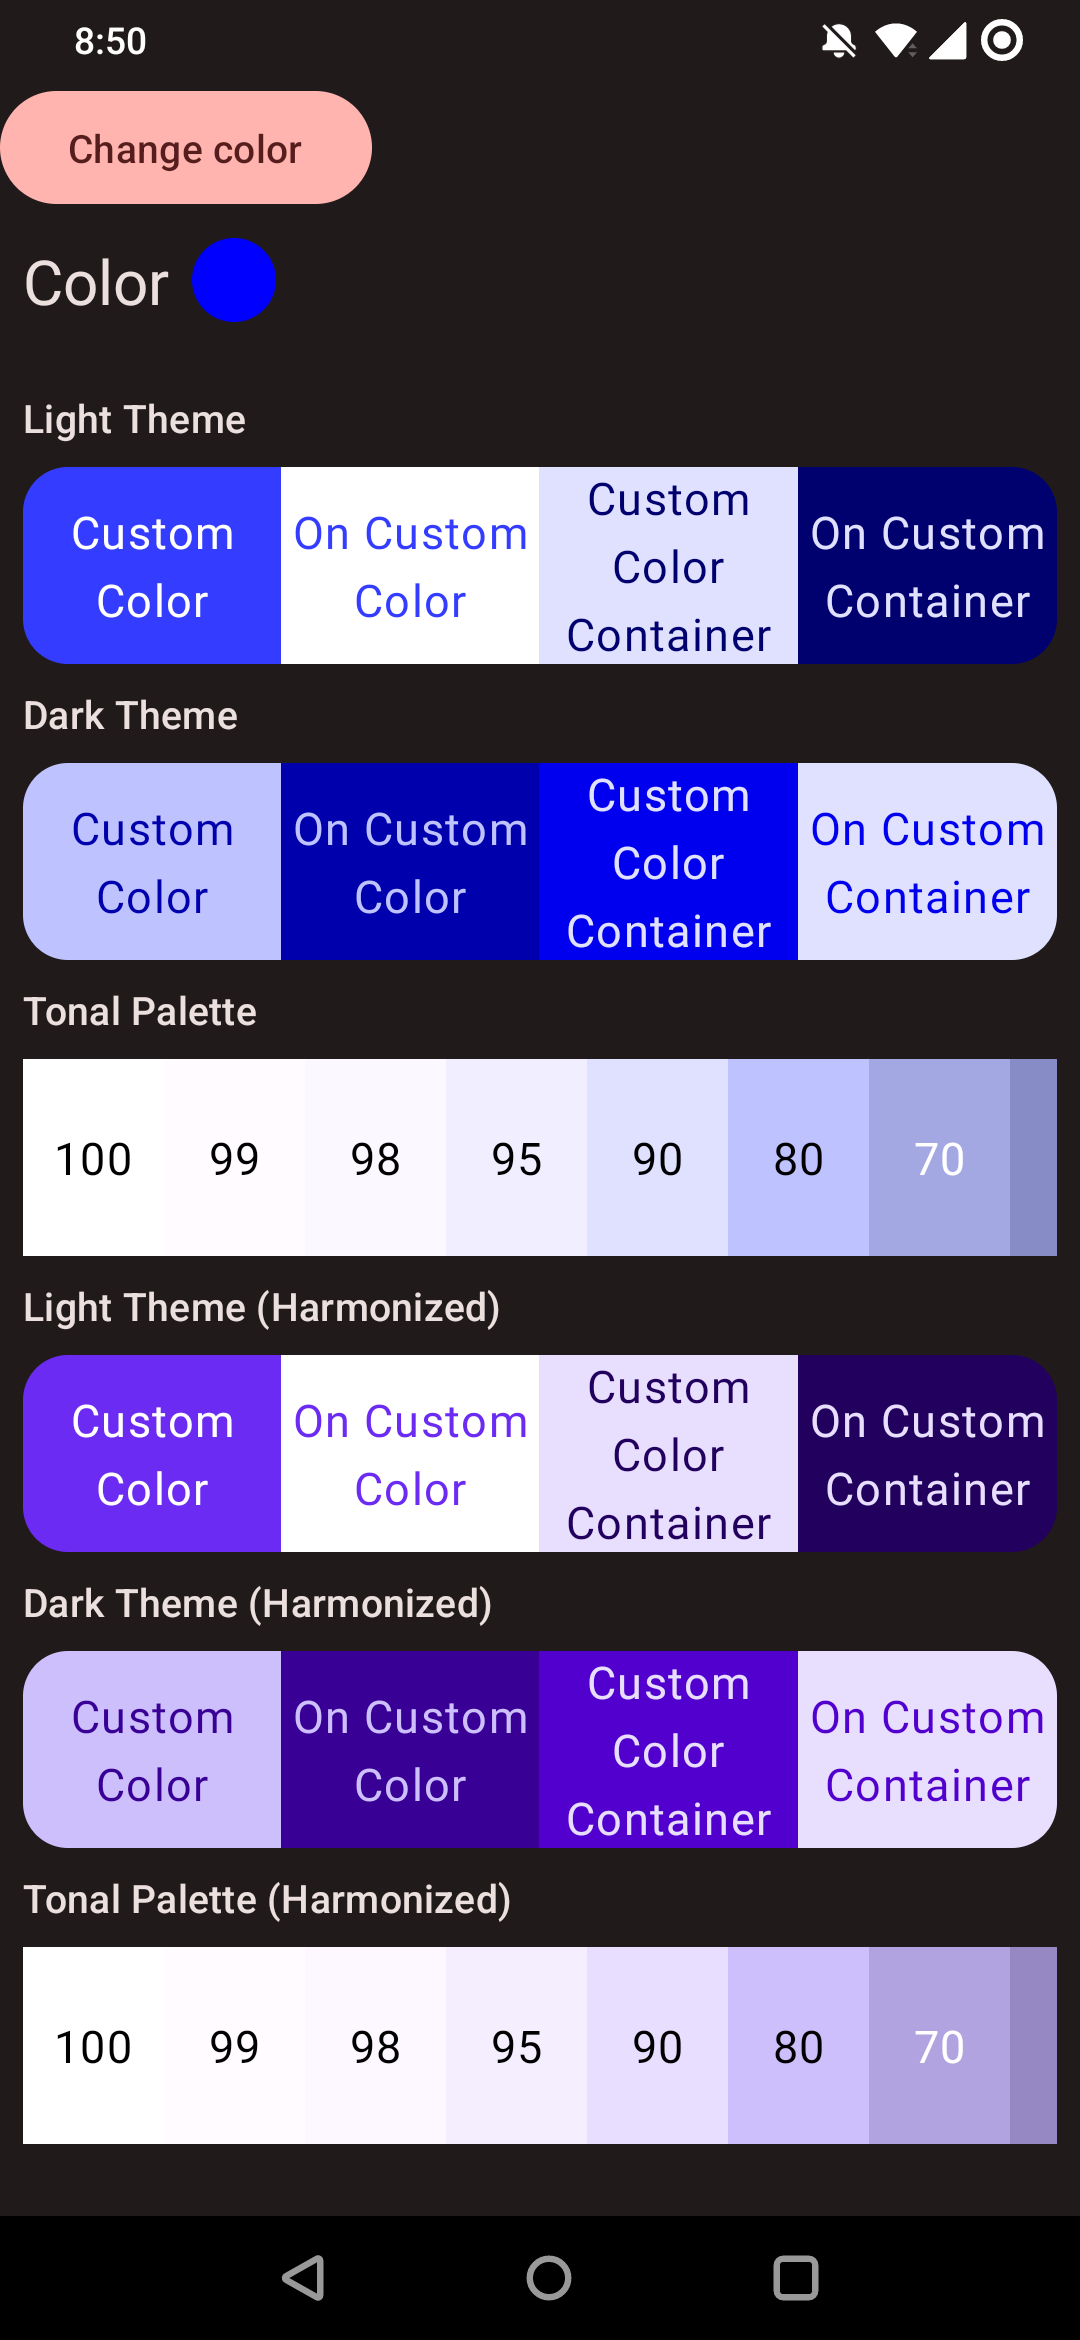 8:50
Change color
Color
Light Theme
Custom
Color
On Custom
Color
Custom
Color
Container
On Custom
Container
Dark Theme
Custom
Color
On Custom
Color
Custom
Color
Container
On Custom
Container
Tonal Palette
100 99 98 95 90 80 70
Light Theme (Harmonized)
Custom
Color
On Custom
Color
Custom
Color
Container
On Custom
Container
Dark Theme (Harmonized)
Custom
Color
On Custom
Color
Custom
Color
Container
On Custom
Container
Tonal Palette (Harmonized)
100 99 98 95 90 80 70